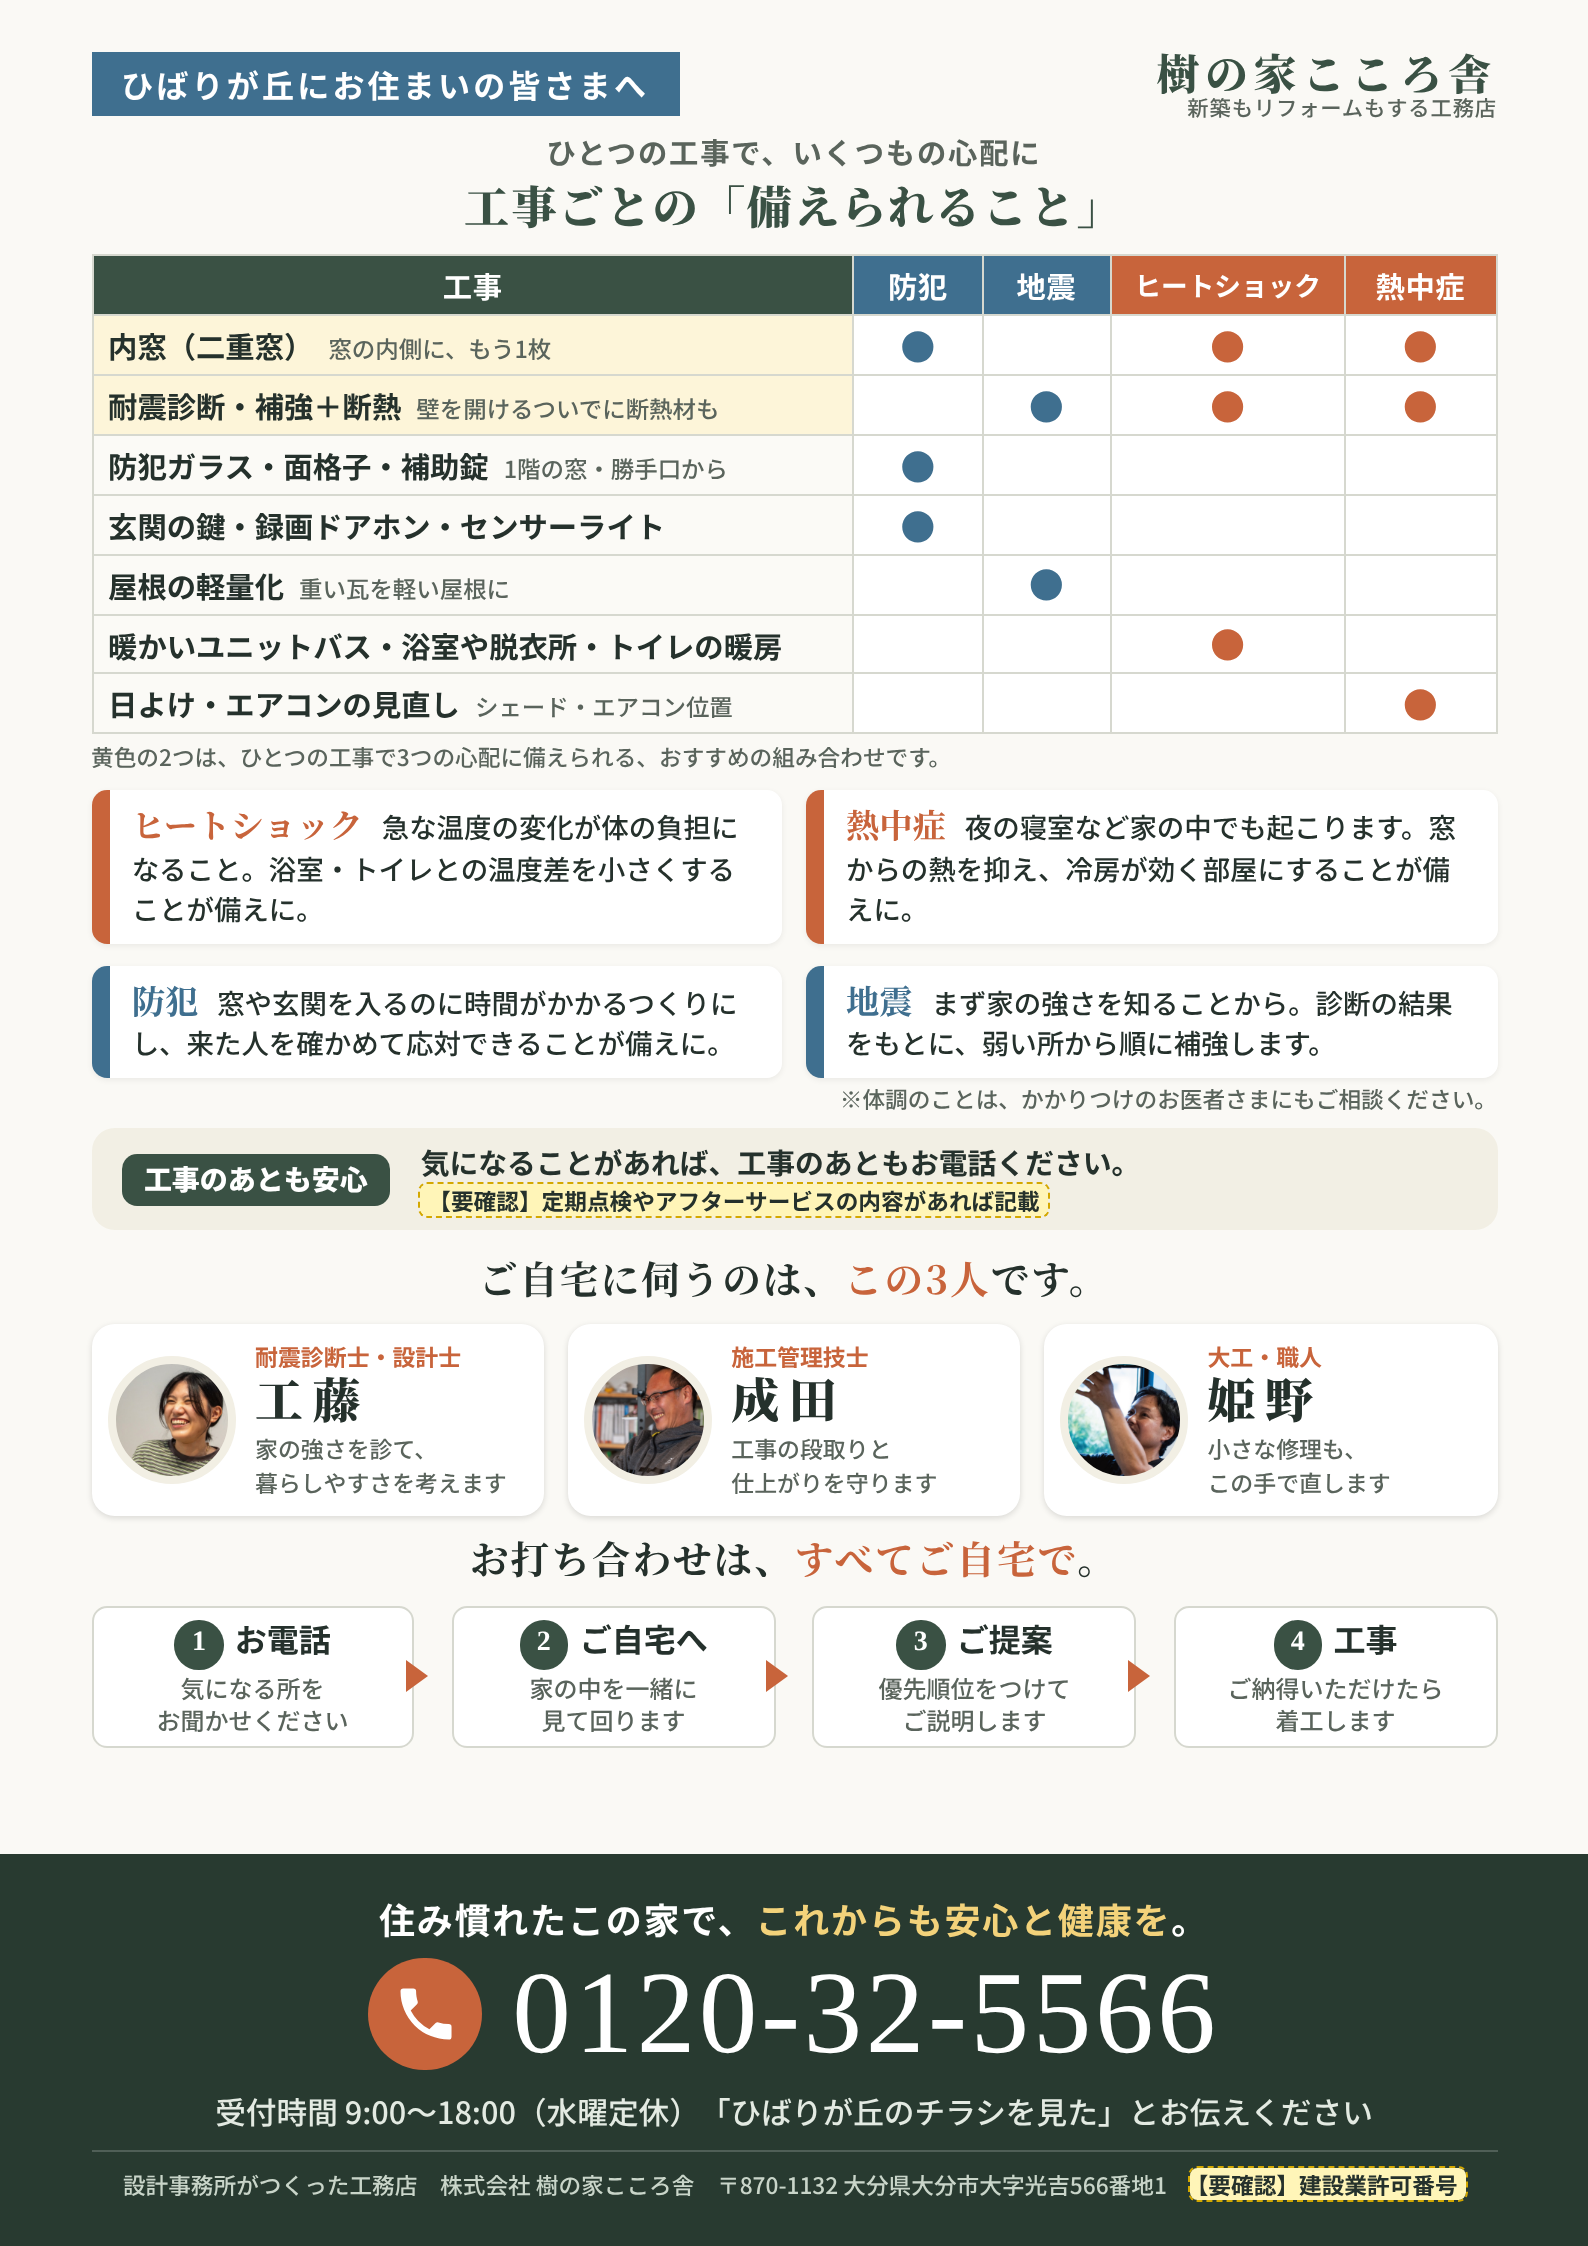 ひばりが丘にお住まいの皆さまへ
樹の家こころ舎
新築もリフォームもする工務店
ひとつの工事で、いくつもの心配に
工事ごとの「備えられること」
工事 防犯 地震 ヒートショック 熱中症
内窓（二重窓） 窓の内側に、もう1枚 ● ● ●
耐震診断・補強＋断熱 壁を開けるついでに断熱材も ● ● ●
防犯ガラス・面格子・補助錠 1階の窓・勝手口から ●
玄関の鍵・録画ドアホン・センサーライト ●
屋根の軽量化 重い瓦を軽い屋根に ●
暖かいユニットバス・浴室や脱衣所・トイレの暖房 ●
日よけ・エアコンの見直し シェード・エアコン位置 ●
黄色の2つは、ひとつの工事で3つの心配に備えられる、おすすめの組み合わせです。
ヒートショック 急な温度の変化が体の負担に
なること。浴室・トイレとの温度差を小さくする
ことが備えに。
熱中症 夜の寝室など家の中でも起こります。窓
からの熱を抑え、冷房が効く部屋にすることが備
えに。
防犯 窓や玄関を入るのに時間がかかるつくりに
し、来た人を確かめて応対できることが備えに。
地震 まず家の強さを知ることから。診断の結果
をもとに、弱い所から順に補強します。
※体調のことは、かかりつけのお医者さまにもご相談ください。
工事のあとも安心
気になることがあれば、工事のあともお電話ください。
【要確認】定期点検やアフターサービスの内容があれば記載
ご自宅に伺うのは、この3人です。
耐震診断士・設計士
工藤
家の強さを診て、
暮らしやすさを考えます
施工管理技士
成田
工事の段取りと
仕上がりを守ります
大工・職人
姫野
小さな修理も、
この手で直します
お打ち合わせは、すべてご自宅で。
1 お電話
気になる所を
お聞かせください
2 ご自宅へ
家の中を一緒に
見て回ります
3 ご提案
優先順位をつけて
ご説明します
4 工事
ご納得いただけたら
着工します
住み慣れたこの家で、これからも安心と健康を。
0120-32-5566
受付時間 9:00〜18:00（水曜定休）「ひばりが丘のチラシを見た」とお伝えください
設計事務所がつくった工務店 株式会社 樹の家こころ舎 〒870-1132 大分県大分市大字光吉566番地1 【要確認】建設業許可番号